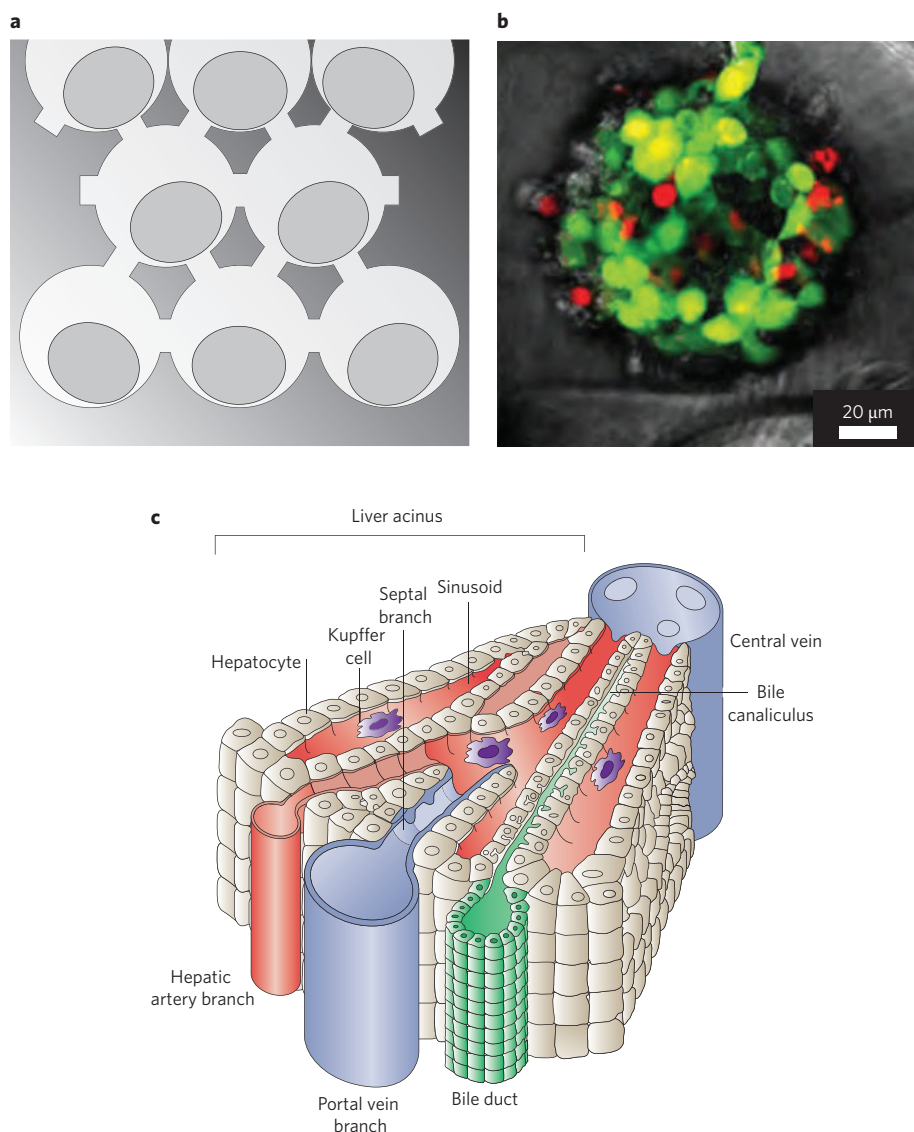 a
b
20 µm
c
Liver acinus
Septal
branch
Sinusoid
Kupffer
cell
Hepatocyte
Central vein
Bile
canaliculus
Hepatic
artery branch
Portal vein
branch
Bile duct